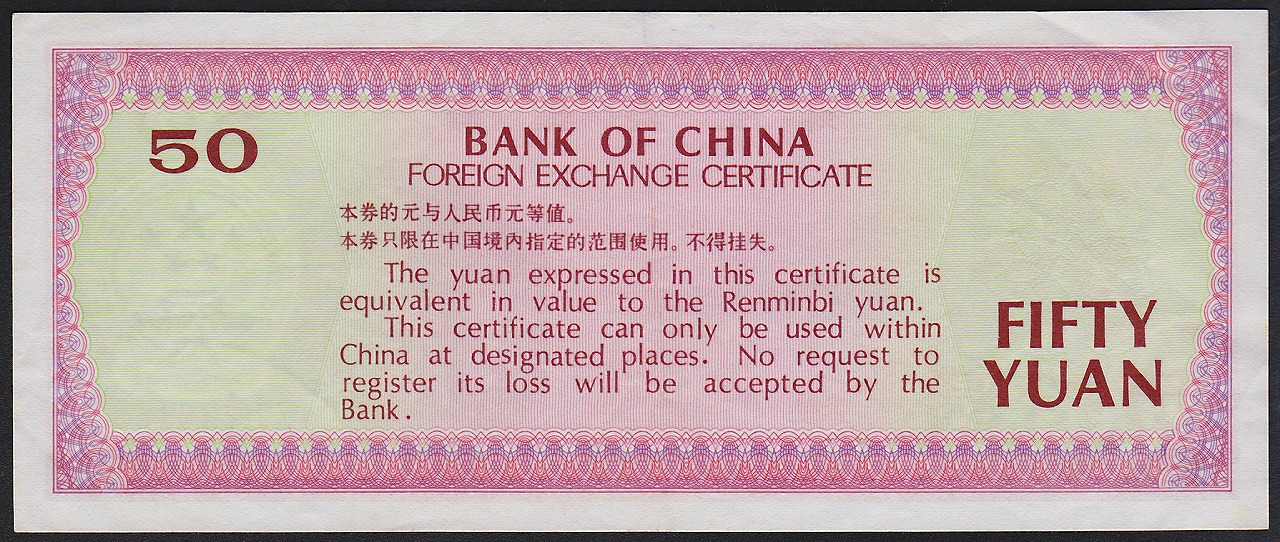 50
BANK OF CHINA
FOREIGN EXCHANGE CERTIFICATE
本券的元与人民币元等值。
本券只限在中国境内指定的范围使用。不得挂失。
The yuan expressed in this certificate is
equivalent in value to the Renminbi yuan.
This certificate can only be used within
China at designated places. No request to
register its loss will be accepted by the
Bank.
FIFTY
YUAN